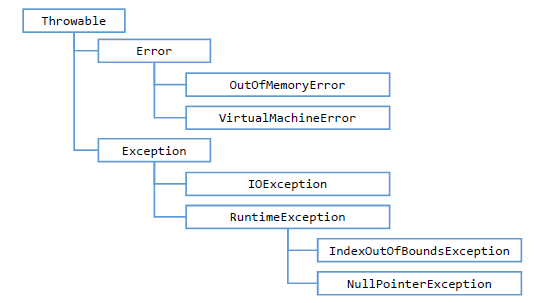 Throwable
Error
OutOfMemoryError
VirtualMachineError
Exception
IOException
RuntimeException
IndexOutOfBoundsException
NullPointerException